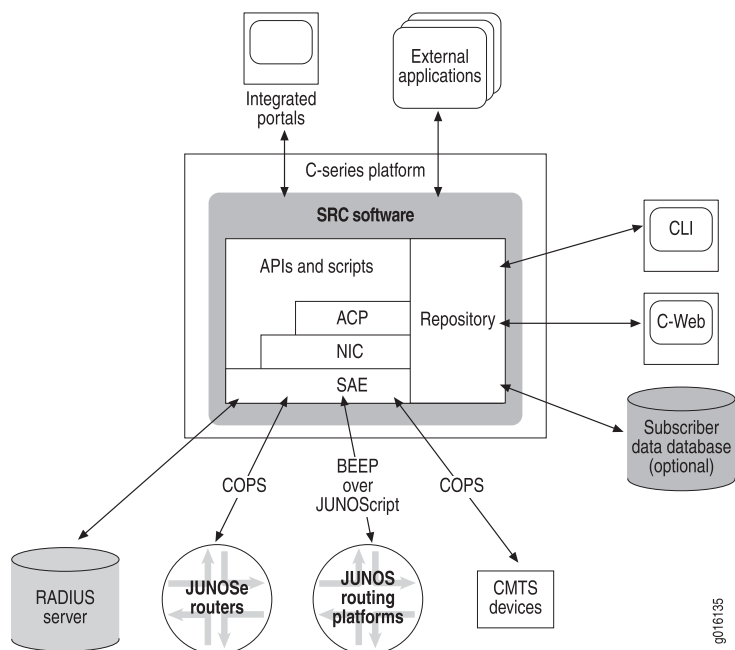 Integrated
portals
External
applications
C-series platform
SRC software
APIs and scripts
ACP
NIC
SAE
Repository
CLI
C-Web
Subscriber
data database
(optional)
COPS
BEEP
over
JUNOScript
COPS
RADIUS
server
JUNOSe
routers
JUNOS
routing
platforms
CMTS
devices
g016135